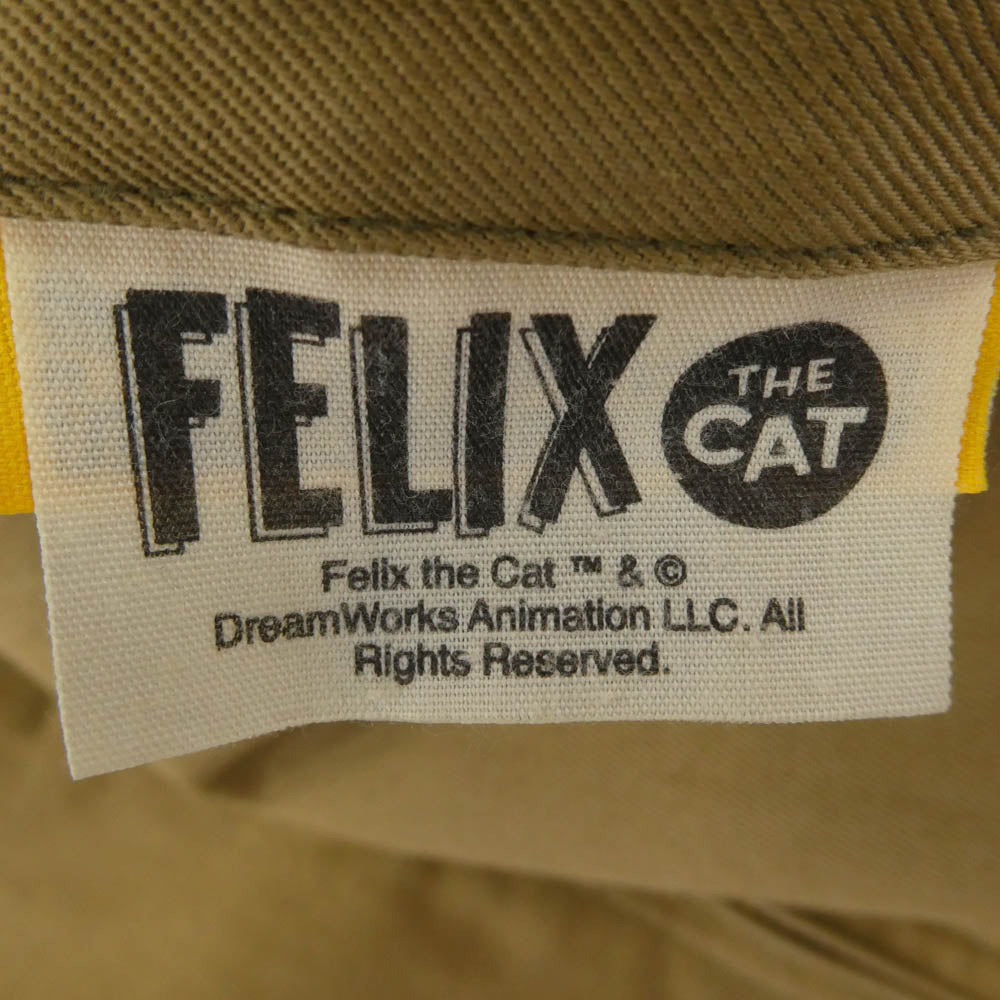 FELIX THE CAT
Felix the Cat ™ & ©
DreamWorks Animation LLC. All
Rights Reserved.